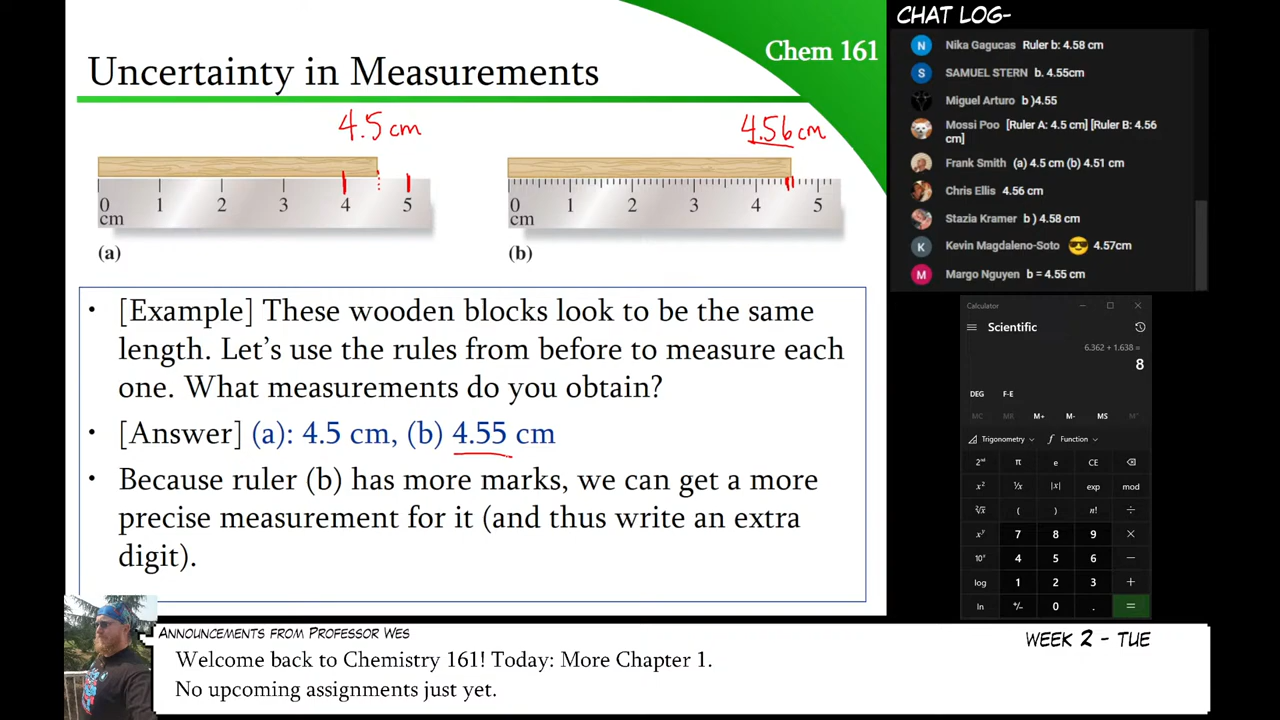 CHAT LOG-
Chem 161
Uncertainty in Measurements
4.5 cm
4.56 cm
0 1 2 3 4 5
cm
(a)
0 1 2 3 4 5
cm
(b)
• [Example] These wooden blocks look to be the same
length. Let's use the rules from before to measure each
one. What measurements do you obtain?
• [Answer] (a): 4.5 cm, (b) 4.55 cm
• Because ruler (b) has more marks, we can get a more
precise measurement for it (and thus write an extra
digit).
N Nika Gagucas Ruler b: 4.58 cm
S SAMUEL STERN b. 4.55cm
Miguel Arturo b )4.55
Mossi Poo [Ruler A: 4.5 cm] [Ruler B: 4.56
cm]
Frank Smith (a) 4.5 cm (b) 4.51 cm
Chris Ellis 4.56 cm
Stazia Kramer b ) 4.58 cm
K Kevin Magdaleno-Soto 😎 4.57cm
M Margo Nguyen b = 4.55 cm
Calculator
Scientific
6.362 + 1.638 =
8
DEG F-E
MC MR M+ M- MS M˅
Trigonometry f Function
2ⁿᵈ π e CE
x² ¹/x |x| exp mod
²√x ( ) n! ÷
xʸ 7 8 9 ×
10ˣ 4 5 6 −
log 1 2 3 +
ln +/− 0 . =
ANNOUNCEMENTS FROM PROFESSOR WES
WEEK 2 - TUE
Welcome back to Chemistry 161! Today: More Chapter 1.
No upcoming assignments just yet.